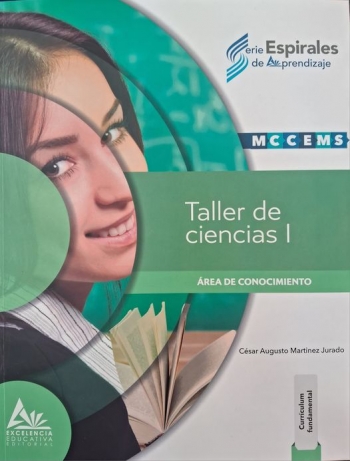 Serie Espirales
de Aprendizaje
MCCEMS
Taller de
ciencias I
ÁREA DE CONOCIMIENTO
César Augusto Martínez Jurado
Currículum
fundamental
EXCELENCIA
EDUCATIVA
EDITORIAL